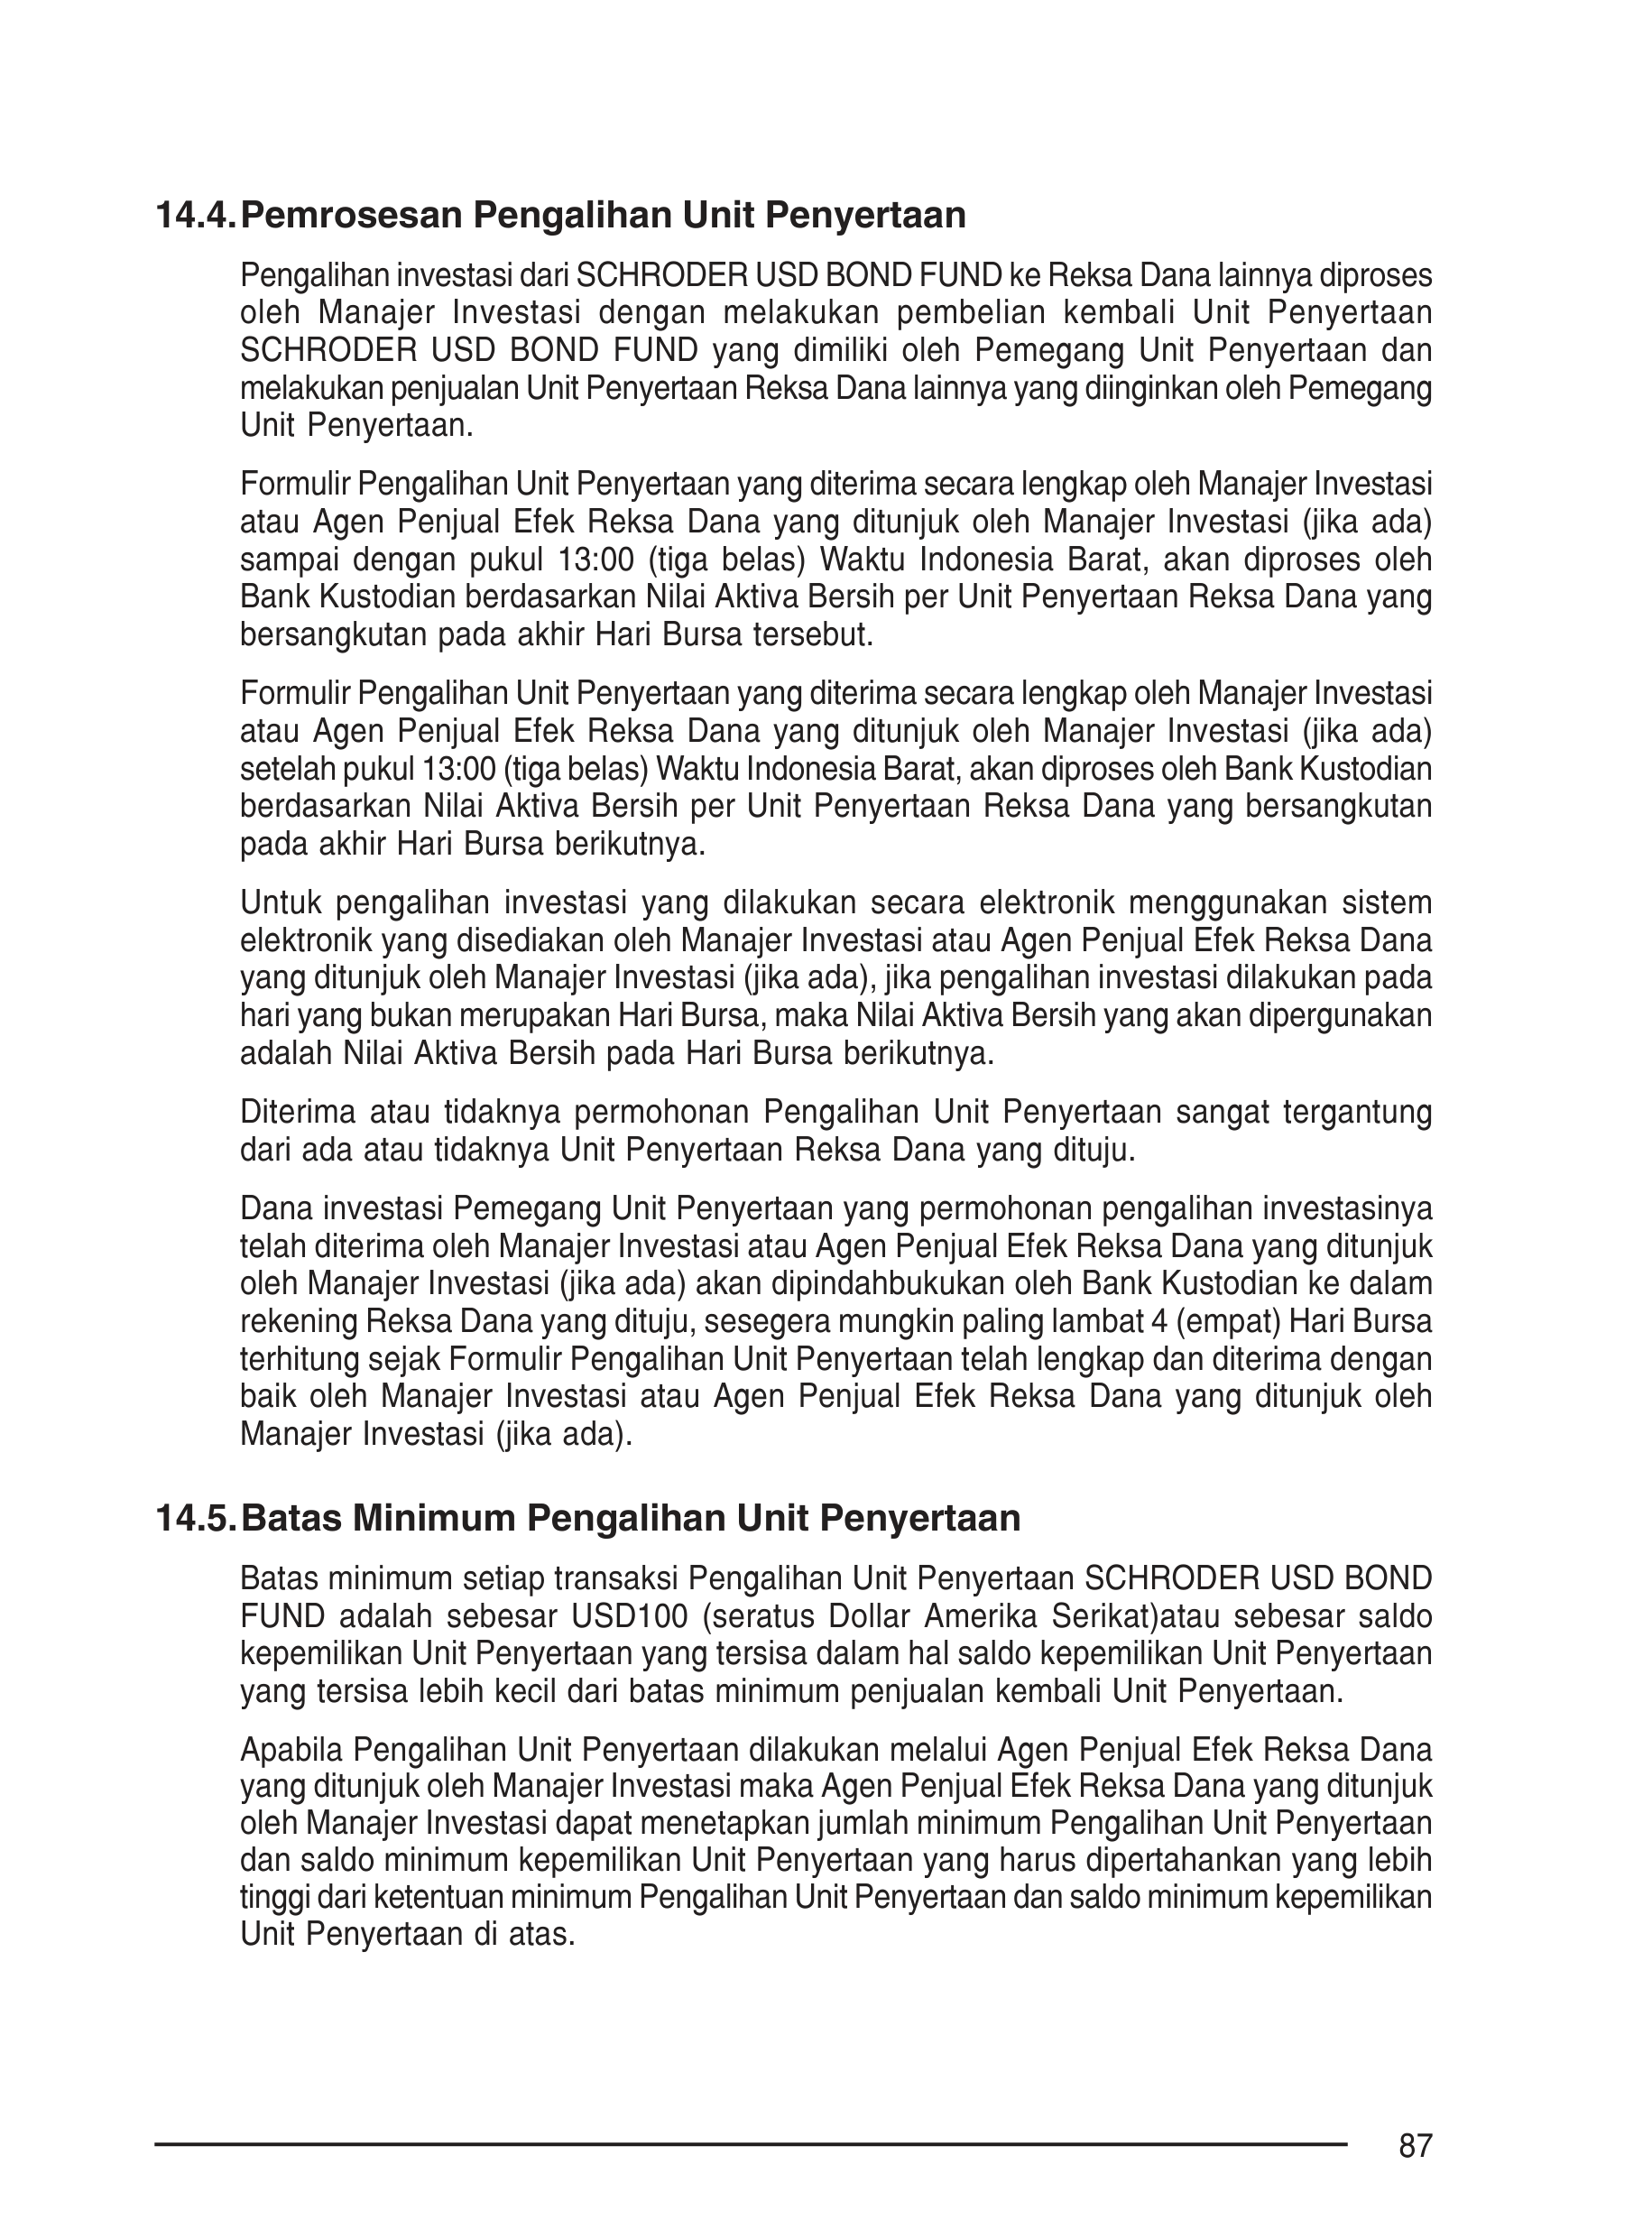 14.4. Pemrosesan Pengalihan Unit Penyertaan
Pengalihan investasi dari SCHRODER USD BOND FUND ke Reksa Dana lainnya diproses
oleh Manajer Investasi dengan melakukan pembelian kembali Unit Penyertaan
SCHRODER USD BOND FUND yang dimiliki oleh Pemegang Unit Penyertaan dan
melakukan penjualan Unit Penyertaan Reksa Dana lainnya yang diinginkan oleh Pemegang
Unit Penyertaan.
Formulir Pengalihan Unit Penyertaan yang diterima secara lengkap oleh Manajer Investasi
atau Agen Penjual Efek Reksa Dana yang ditunjuk oleh Manajer Investasi (jika ada)
sampai dengan pukul 13:00 (tiga belas) Waktu Indonesia Barat, akan diproses oleh
Bank Kustodian berdasarkan Nilai Aktiva Bersih per Unit Penyertaan Reksa Dana yang
bersangkutan pada akhir Hari Bursa tersebut.
Formulir Pengalihan Unit Penyertaan yang diterima secara lengkap oleh Manajer Investasi
atau Agen Penjual Efek Reksa Dana yang ditunjuk oleh Manajer Investasi (jika ada)
setelah pukul 13:00 (tiga belas) Waktu Indonesia Barat, akan diproses oleh Bank Kustodian
berdasarkan Nilai Aktiva Bersih per Unit Penyertaan Reksa Dana yang bersangkutan
pada akhir Hari Bursa berikutnya.
Untuk pengalihan investasi yang dilakukan secara elektronik menggunakan sistem
elektronik yang disediakan oleh Manajer Investasi atau Agen Penjual Efek Reksa Dana
yang ditunjuk oleh Manajer Investasi (jika ada), jika pengalihan investasi dilakukan pada
hari yang bukan merupakan Hari Bursa, maka Nilai Aktiva Bersih yang akan dipergunakan
adalah Nilai Aktiva Bersih pada Hari Bursa berikutnya.
Diterima atau tidaknya permohonan Pengalihan Unit Penyertaan sangat tergantung
dari ada atau tidaknya Unit Penyertaan Reksa Dana yang dituju.
Dana investasi Pemegang Unit Penyertaan yang permohonan pengalihan investasinya
telah diterima oleh Manajer Investasi atau Agen Penjual Efek Reksa Dana yang ditunjuk
oleh Manajer Investasi (jika ada) akan dipindahbukukan oleh Bank Kustodian ke dalam
rekening Reksa Dana yang dituju, sesegera mungkin paling lambat 4 (empat) Hari Bursa
terhitung sejak Formulir Pengalihan Unit Penyertaan telah lengkap dan diterima dengan
baik oleh Manajer Investasi atau Agen Penjual Efek Reksa Dana yang ditunjuk oleh
Manajer Investasi (jika ada).
14.5. Batas Minimum Pengalihan Unit Penyertaan
Batas minimum setiap transaksi Pengalihan Unit Penyertaan SCHRODER USD BOND
FUND adalah sebesar USD100 (seratus Dollar Amerika Serikat)atau sebesar saldo
kepemilikan Unit Penyertaan yang tersisa dalam hal saldo kepemilikan Unit Penyertaan
yang tersisa lebih kecil dari batas minimum penjualan kembali Unit Penyertaan.
Apabila Pengalihan Unit Penyertaan dilakukan melalui Agen Penjual Efek Reksa Dana
yang ditunjuk oleh Manajer Investasi maka Agen Penjual Efek Reksa Dana yang ditunjuk
oleh Manajer Investasi dapat menetapkan jumlah minimum Pengalihan Unit Penyertaan
dan saldo minimum kepemilikan Unit Penyertaan yang harus dipertahankan yang lebih
tinggi dari ketentuan minimum Pengalihan Unit Penyertaan dan saldo minimum kepemilikan
Unit Penyertaan di atas.
87